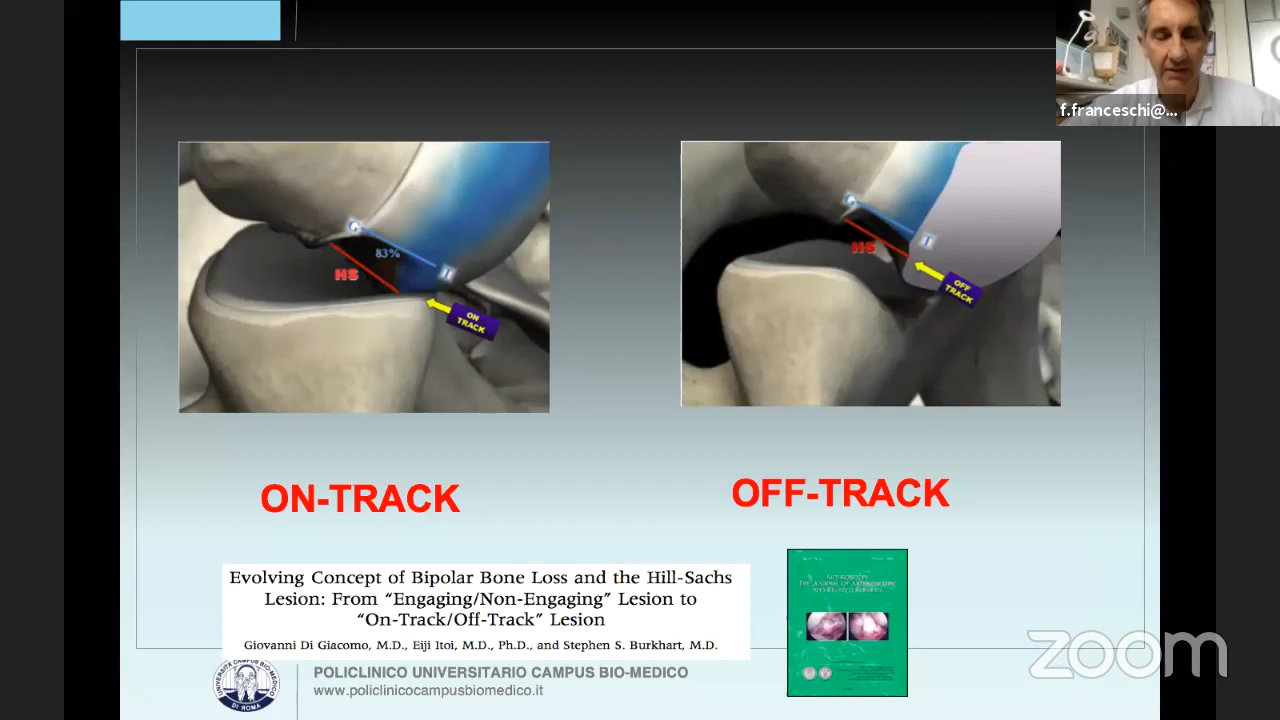 f.franceschi@...
G
83%
HS
ON
TRACK
G
HS
OFF
TRACK
ON-TRACK
OFF-TRACK
Evolving Concept of Bipolar Bone Loss and the Hill-Sachs
Lesion: From “Engaging/Non-Engaging” Lesion to
“On-Track/Off-Track” Lesion
Giovanni Di Giacomo, M.D., Eiji Itoi, M.D., Ph.D., and Stephen S. Burkhart, M.D.
POLICLINICO UNIVERSITARIO CAMPUS BIO-MEDICO
www.policlinicocampusbiomedico.it
DI ROMA
zoom